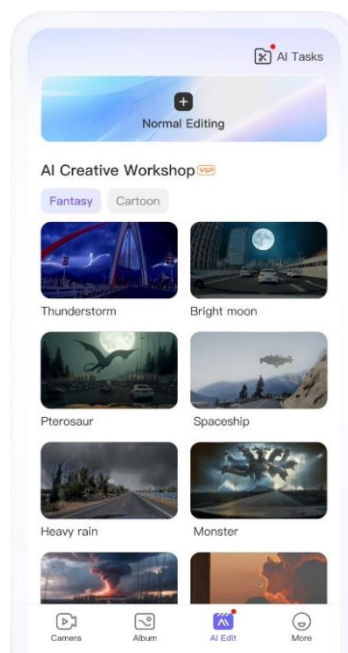 AI Tasks
Normal Editing
AI Creative Workshop VIP
Fantasy Cartoon
Thunderstorm Bright moon
Pterosaur Spaceship
Heavy rain Monster
Camera Album AI Edit More